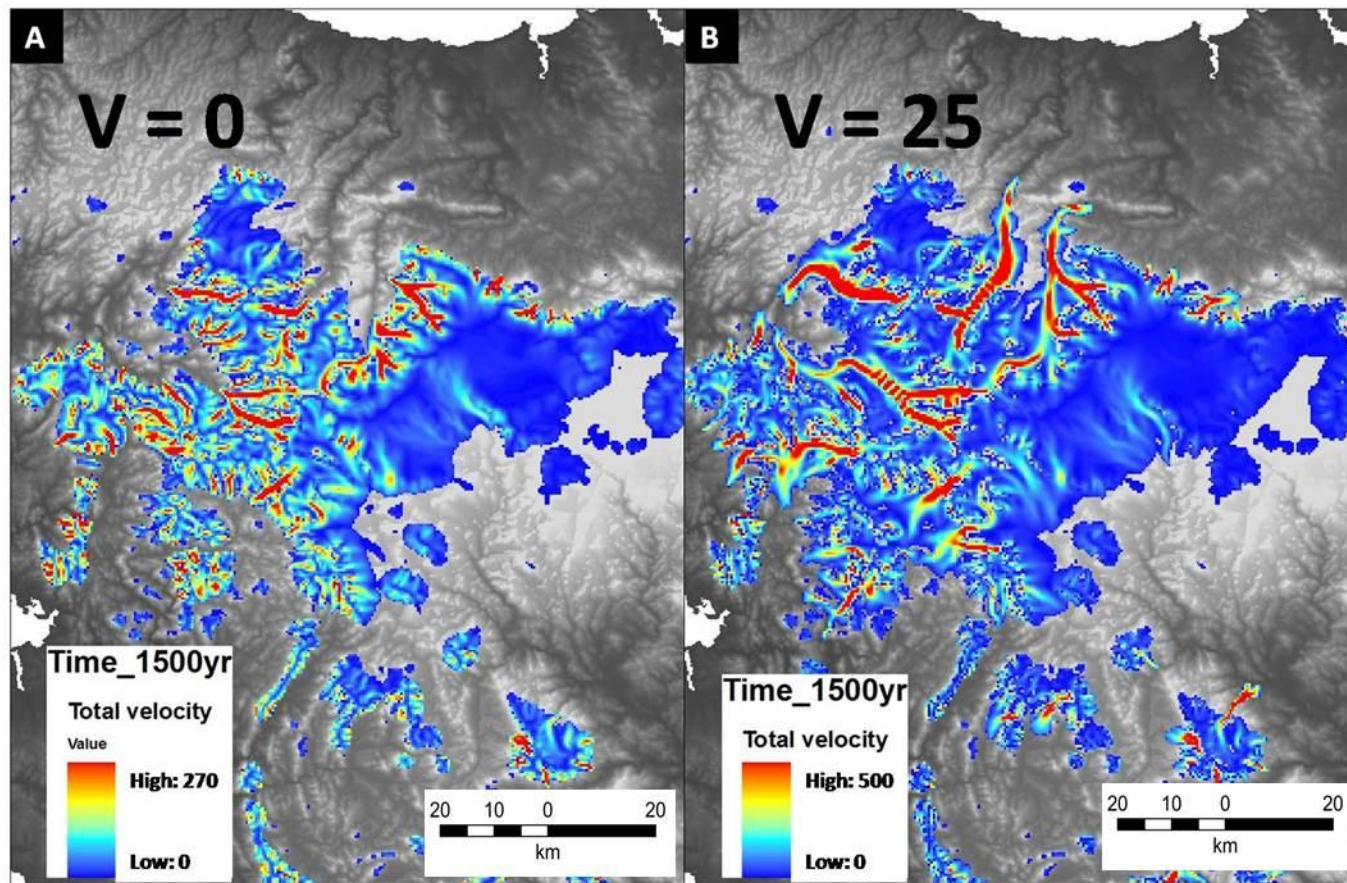 A
V = 0
Time_1500yr
Total velocity
Value
High: 270
Low: 0
20 10 0 20
km
B
V = 25
Time_1500yr
Total velocity
High: 500
Low: 0
20 10 0 20
km